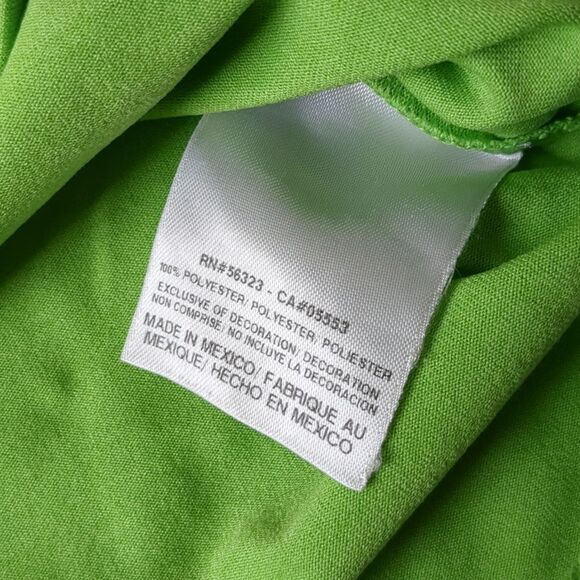 RN#56323 - CA#05553
100% POLYESTER/ POLYESTER/ POLIESTER
EXCLUSIVE OF DECORATION/ DECORATION
NON COMPRISE/ NO INCLUYE LA DECORACION
MADE IN MEXICO/ FABRIQUE AU
MEXIQUE/ HECHO EN MEXICO